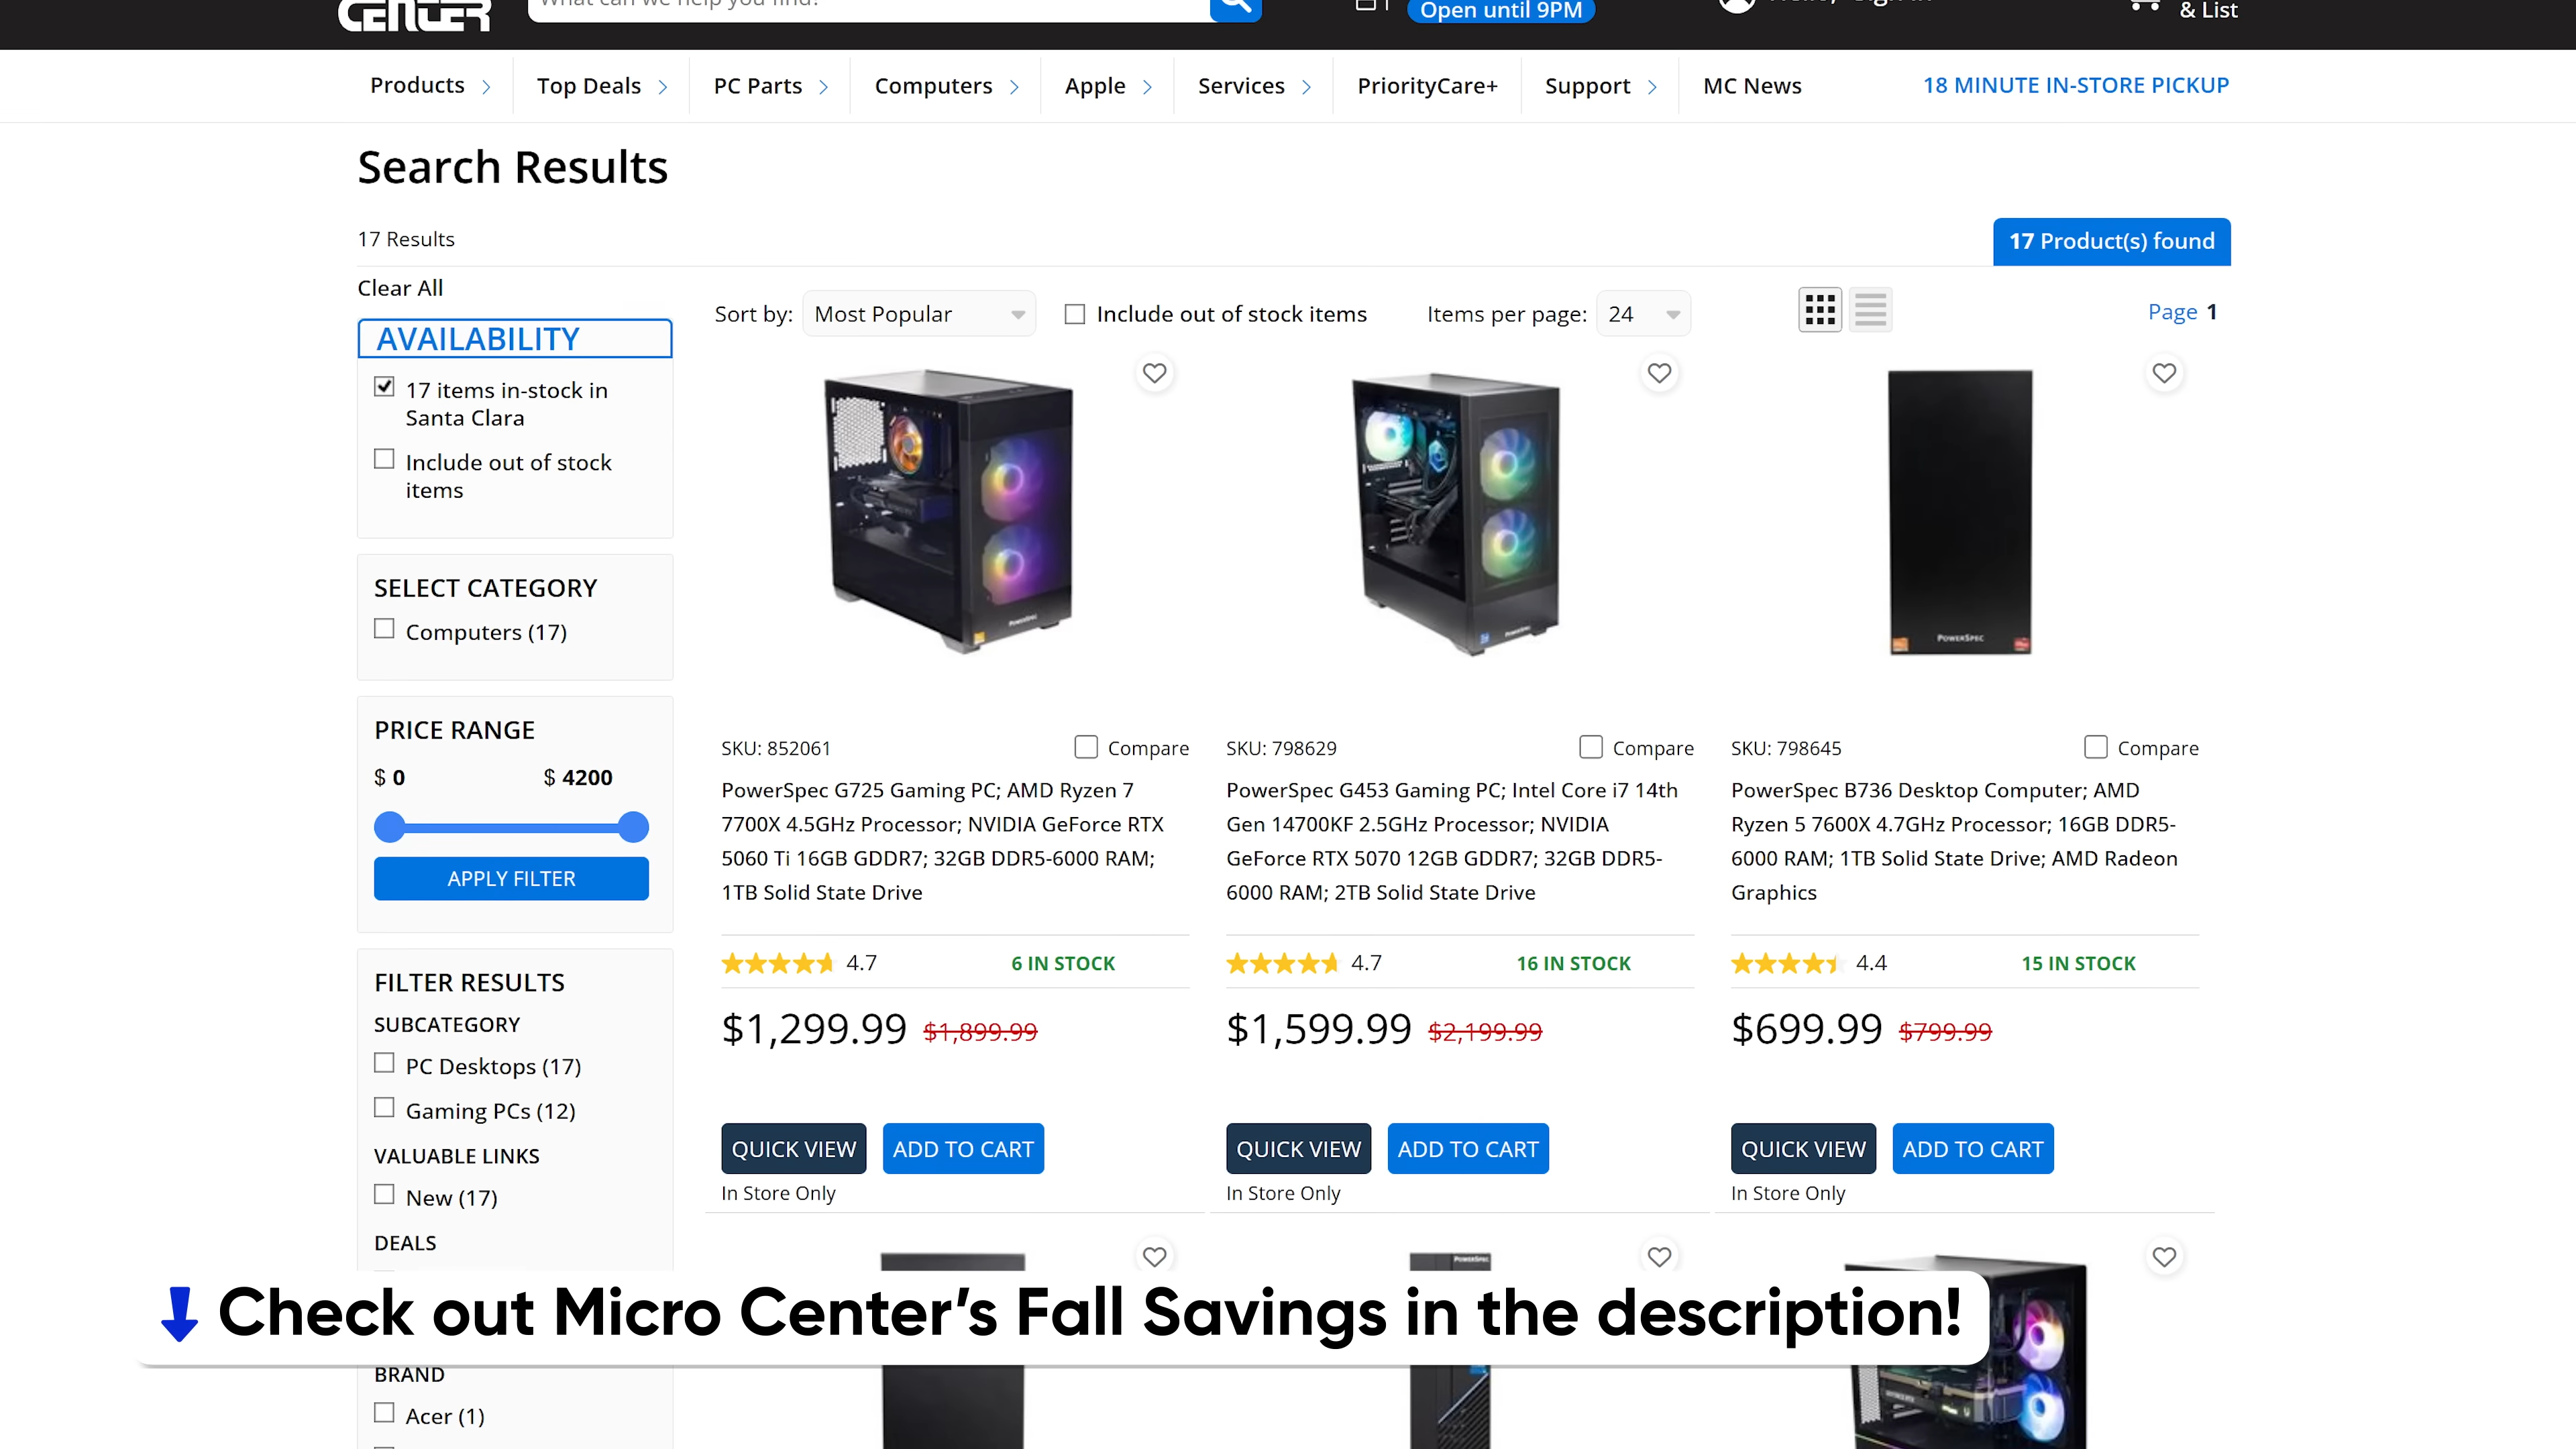 CENTER
What can we help you find?
Open until 9PM
& List
Products
Top Deals
PC Parts
Computers
Apple
Services
PriorityCare+
Support
MC News
18 MINUTE IN-STORE PICKUP
Search Results
17 Results
17 Product(s) found
Clear All
Sort by:
Most Popular
Include out of stock items
Items per page:
24
Page 1
AVAILABILITY
17 items in-stock in
Santa Clara
Include out of stock
items
SELECT CATEGORY
Computers (17)
PRICE RANGE
$ 0
$ 4200
APPLY FILTER
FILTER RESULTS
SUBCATEGORY
PC Desktops (17)
Gaming PCs (12)
VALUABLE LINKS
New (17)
DEALS
BRAND
Acer (1)
PowerSpec
PowerSpec
PowerSpec
SKU: 852061
Compare
PowerSpec G725 Gaming PC; AMD Ryzen 7
7700X 4.5GHz Processor; NVIDIA GeForce RTX
5060 Ti 16GB GDDR7; 32GB DDR5-6000 RAM;
1TB Solid State Drive
4.7
6 IN STOCK
$1,299.99 $1,899.99
QUICK VIEW
ADD TO CART
In Store Only
SKU: 798629
Compare
PowerSpec G453 Gaming PC; Intel Core i7 14th
Gen 14700KF 2.5GHz Processor; NVIDIA
GeForce RTX 5070 12GB GDDR7; 32GB DDR5-
6000 RAM; 2TB Solid State Drive
4.7
16 IN STOCK
$1,599.99 $2,199.99
QUICK VIEW
ADD TO CART
In Store Only
SKU: 798645
Compare
PowerSpec B736 Desktop Computer; AMD
Ryzen 5 7600X 4.7GHz Processor; 16GB DDR5-
6000 RAM; 1TB Solid State Drive; AMD Radeon
Graphics
4.4
15 IN STOCK
$699.99 $799.99
QUICK VIEW
ADD TO CART
In Store Only
PowerSpec
Check out Micro Center's Fall Savings in the description!